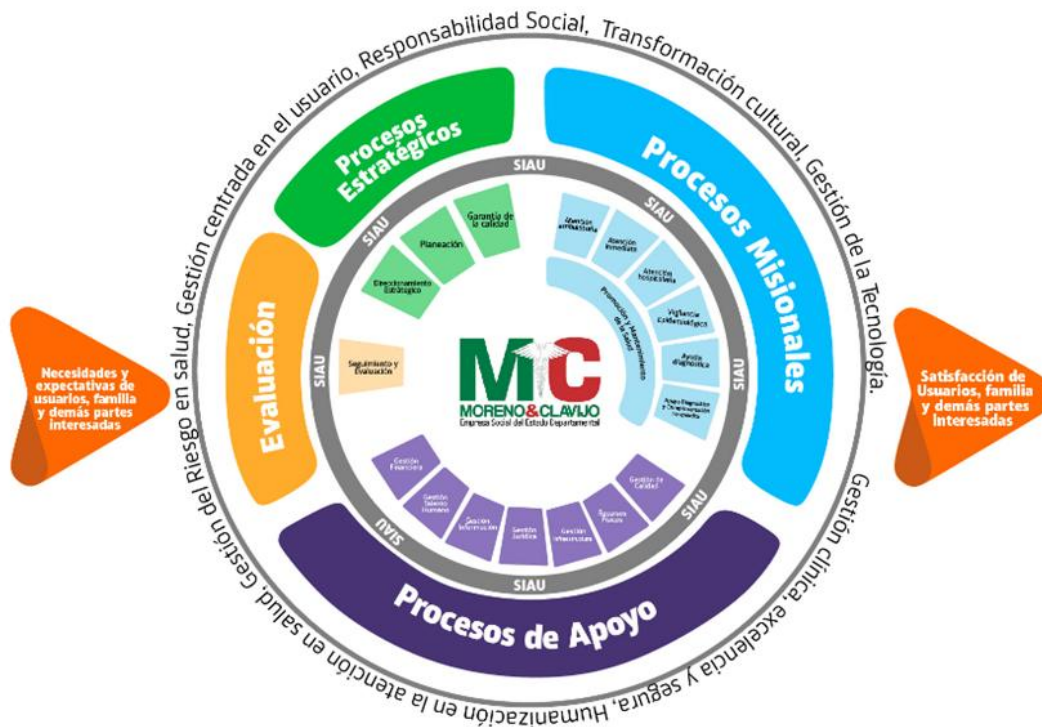 Gestión del Riesgo en salud, Gestión centrada en el usuario, Responsabilidad Social, Transformación cultural, Gestión de la Tecnología.
Gestión clínica, excelencia y segura, Humanización en la atención en salud,
Necesidades y
expectativas de
usuarios, familia
y demás partes
interesadas
Procesos
Estratégicos
Procesos Misionales
Evaluación
Procesos de Apoyo
SIAU
SIAU
SIAU
SIAU
SIAU
SIAU
SIAU
SIAU
Direccionamiento
Estratégico
Planeación
Garantía de
la calidad
Atención
Atención
inmediata
Atención
hospitalaria
Vigilancia
Epidemiológica
Ayuda
diagnóstica
Apoyo Diagnóstico
Promoción y Mantenimiento
de la Salud
Seguimiento y
Evaluación
MC
MORENO&CLAVIJO
Empresa Social del Estado Departamental
Gestión
Financiera
Gestión
Talento
Humano
Gestión
Información
Gestión
Jurídica
Gestión
Recursos
Físicos
Gestión de
Calidad
Satisfacción de
Usuarios, familia
y demás partes
interesadas